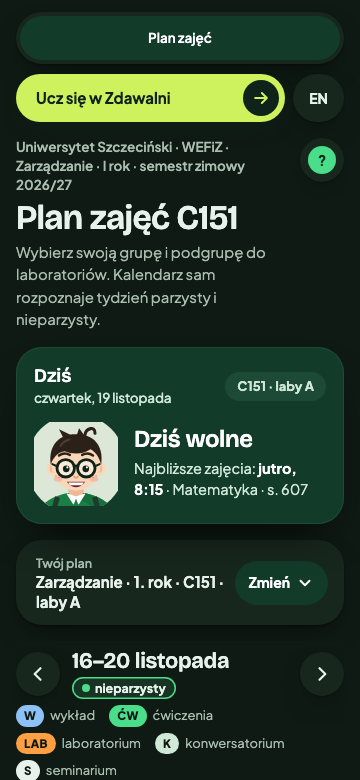 Plan zajęć
Ucz się w Zdawalni
EN
Uniwersytet Szczeciński · WEFiZ ·
Zarządzanie · I rok · semestr zimowy
2026/27
?
Plan zajęć C151
Wybierz swoją grupę i podgrupę do
laboratoriów. Kalendarz sam
rozpoznaje tydzień parzysty i
nieparzysty.
Dziś
czwartek, 19 listopada
C151 · laby A
Dziś wolne
Najbliższe zajęcia: jutro,
8:15 · Matematyka · s. 607
Twój plan
Zarządzanie · 1. rok · C151 ·
laby A
Zmień
16–20 listopada
nieparzysty
W wykład ĆW ćwiczenia
LAB laboratorium K konwersatorium
S seminarium